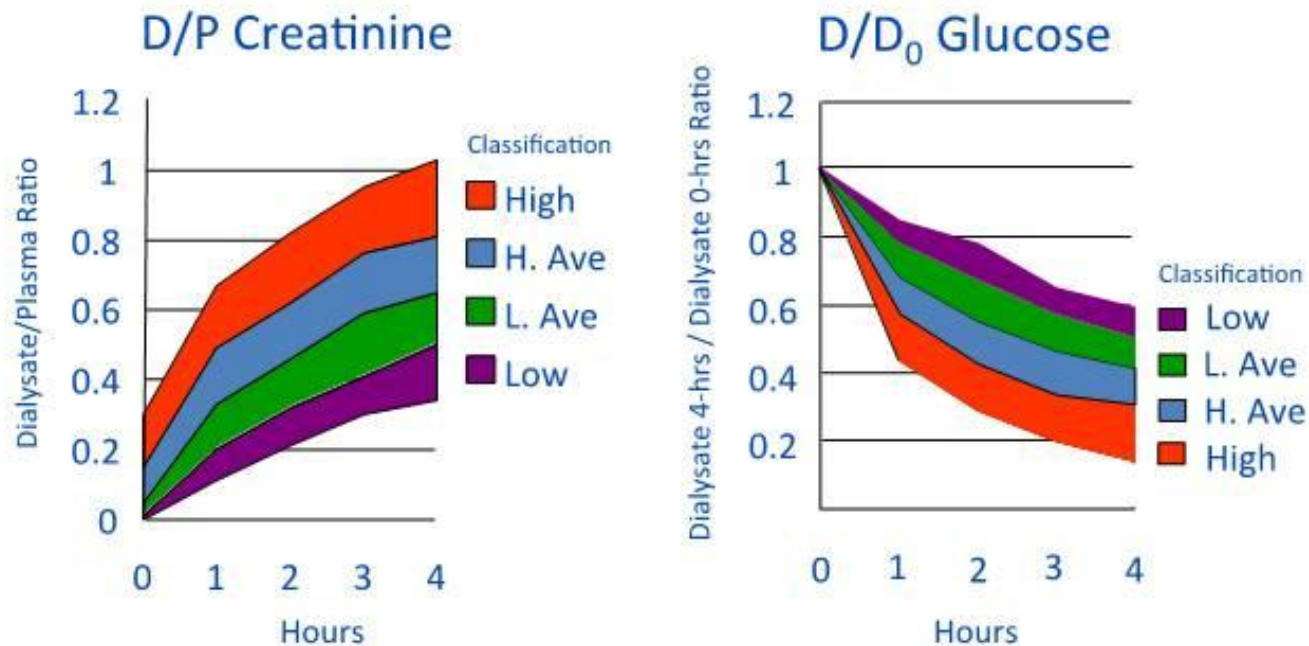 D/P Creatinine
Dialysate/Plasma Ratio
1.2
1
0.8
0.6
0.4
0.2
0
0 1 2 3 4
Hours
Classification
High
H. Ave
L. Ave
Low
D/D₀ Glucose
Dialysate 4-hrs / Dialysate 0-hrs Ratio
1.2
1
0.8
0.6
0.4
0.2
0 1 2 3 4
Hours
Classification
Low
L. Ave
H. Ave
High